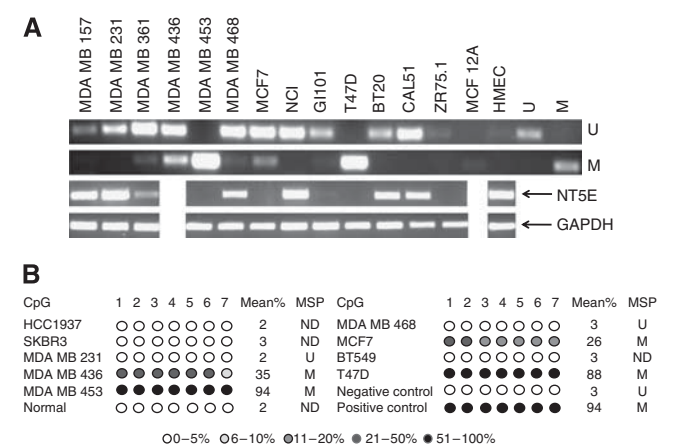 A
MDA MB 157
MDA MB 231
MDA MB 361
MDA MB 436
MDA MB 453
MDA MB 468
MCF7
NCI
GI101
T47D
BT20
CAL51
ZR75.1
MCF 12A
HMEC
U
M
U
M
NT5E
GAPDH
B
CpG 1 2 3 4 5 6 7 Mean% MSP CpG 1 2 3 4 5 6 7 Mean% MSP
HCC1937 2 ND MDA MB 468 3 U
SKBR3 3 ND MCF7 26 M
MDA MB 231 2 U BT549 3 ND
MDA MB 436 35 M T47D 88 M
MDA MB 453 94 M Negative control 3 U
Normal 2 ND Positive control 94 M
0–5% 6–10% 11–20% 21–50% 51–100%